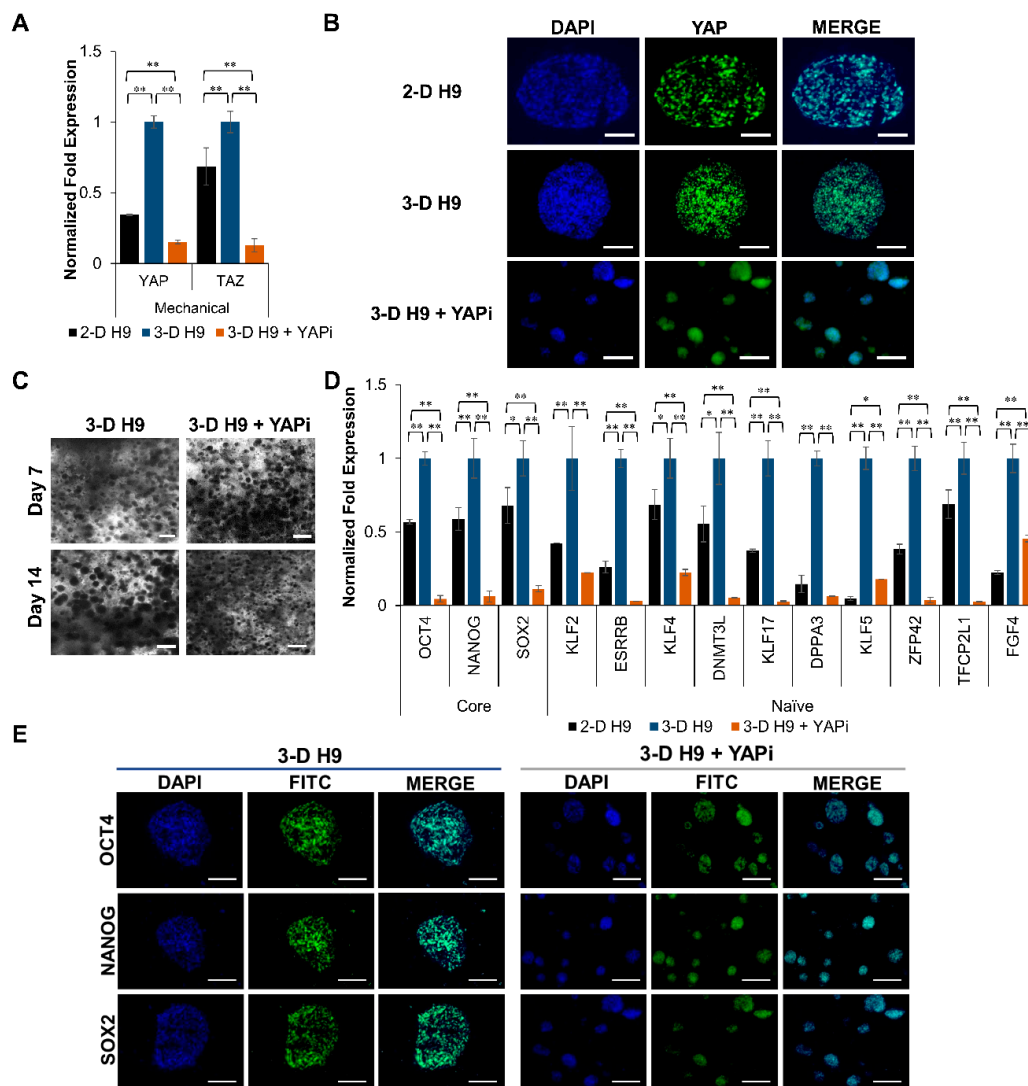 A
Normalized Fold Expression
1.5
1
0.5
0
** **
** ** ** **
YAP TAZ
Mechanical
2-D H9 3-D H9 3-D H9 + YAPi
B
DAPI YAP MERGE
2-D H9
3-D H9
3-D H9 + YAPi
C
3-D H9 3-D H9 + YAPi
Day 7
Day 14
D
Normalized Fold Expression
1.5
1
0.5
0
** ** ** ** ** ** ** * ** ** **
** ** ** ** * ** ** ** ** ** * ** * ** ** ** ** ** ** ** ** ** ** ** ** **
OCT4 NANOG SOX2 KLF2 ESRRB KLF4 DNMT3L KLF17 DPPA3 KLF5 ZFP42 TFCP2L1 FGF4
Core Naïve
2-D H9 3-D H9 3-D H9 + YAPi
E
3-D H9 3-D H9 + YAPi
DAPI FITC MERGE DAPI FITC MERGE
OCT4
NANOG
SOX2